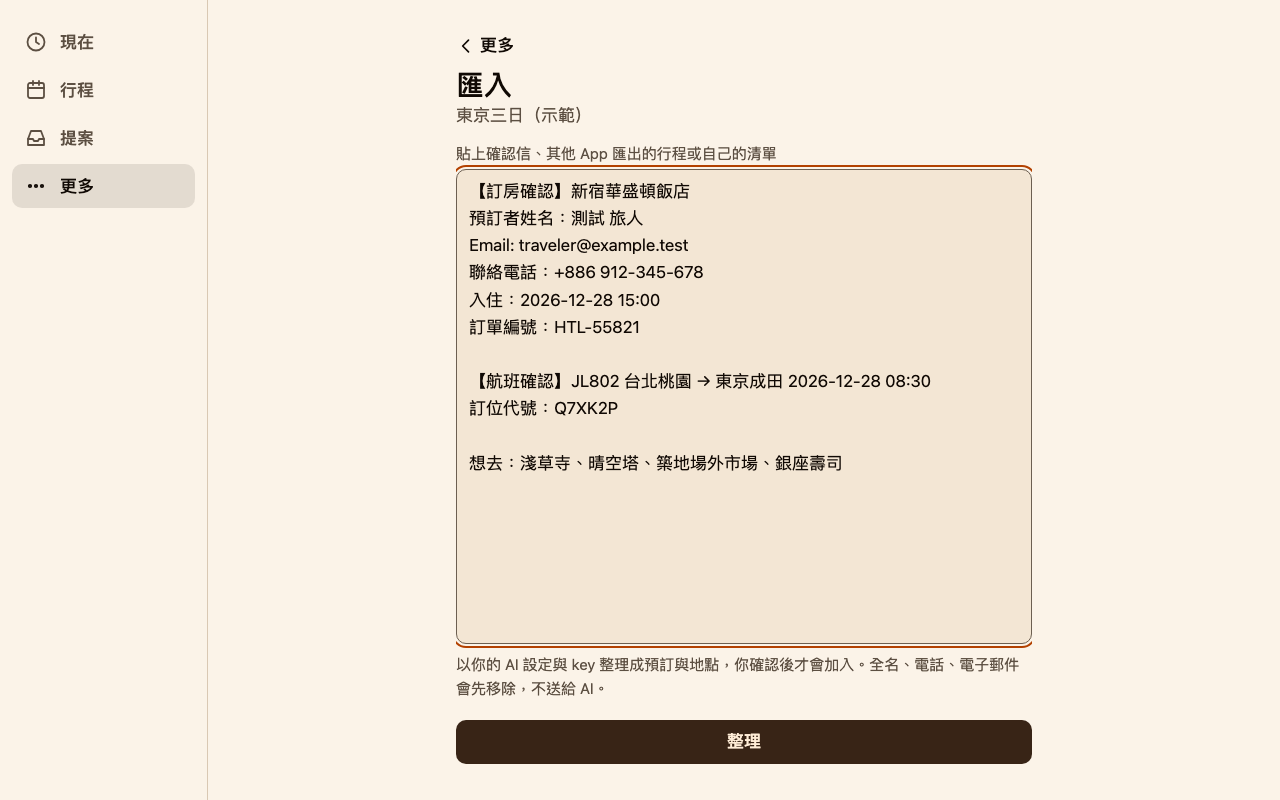 現在
行程
提案
更多
更多
匯入
東京三日（示範）
貼上確認信、其他 App 匯出的行程或自己的清單
【訂房確認】新宿華盛頓飯店
預訂者姓名：測試 旅人
Email: traveler@example.test
聯絡電話：+886 912-345-678
入住：2026-12-28 15:00
訂單編號：HTL-55821
【航班確認】JL802 台北桃園 → 東京成田 2026-12-28 08:30
訂位代號：Q7XK2P
想去：淺草寺、晴空塔、築地場外市場、銀座壽司
以你的 AI 設定與 key 整理成預訂與地點，你確認後才會加入。全名、電話、電子郵件
會先移除，不送給 AI。
整理